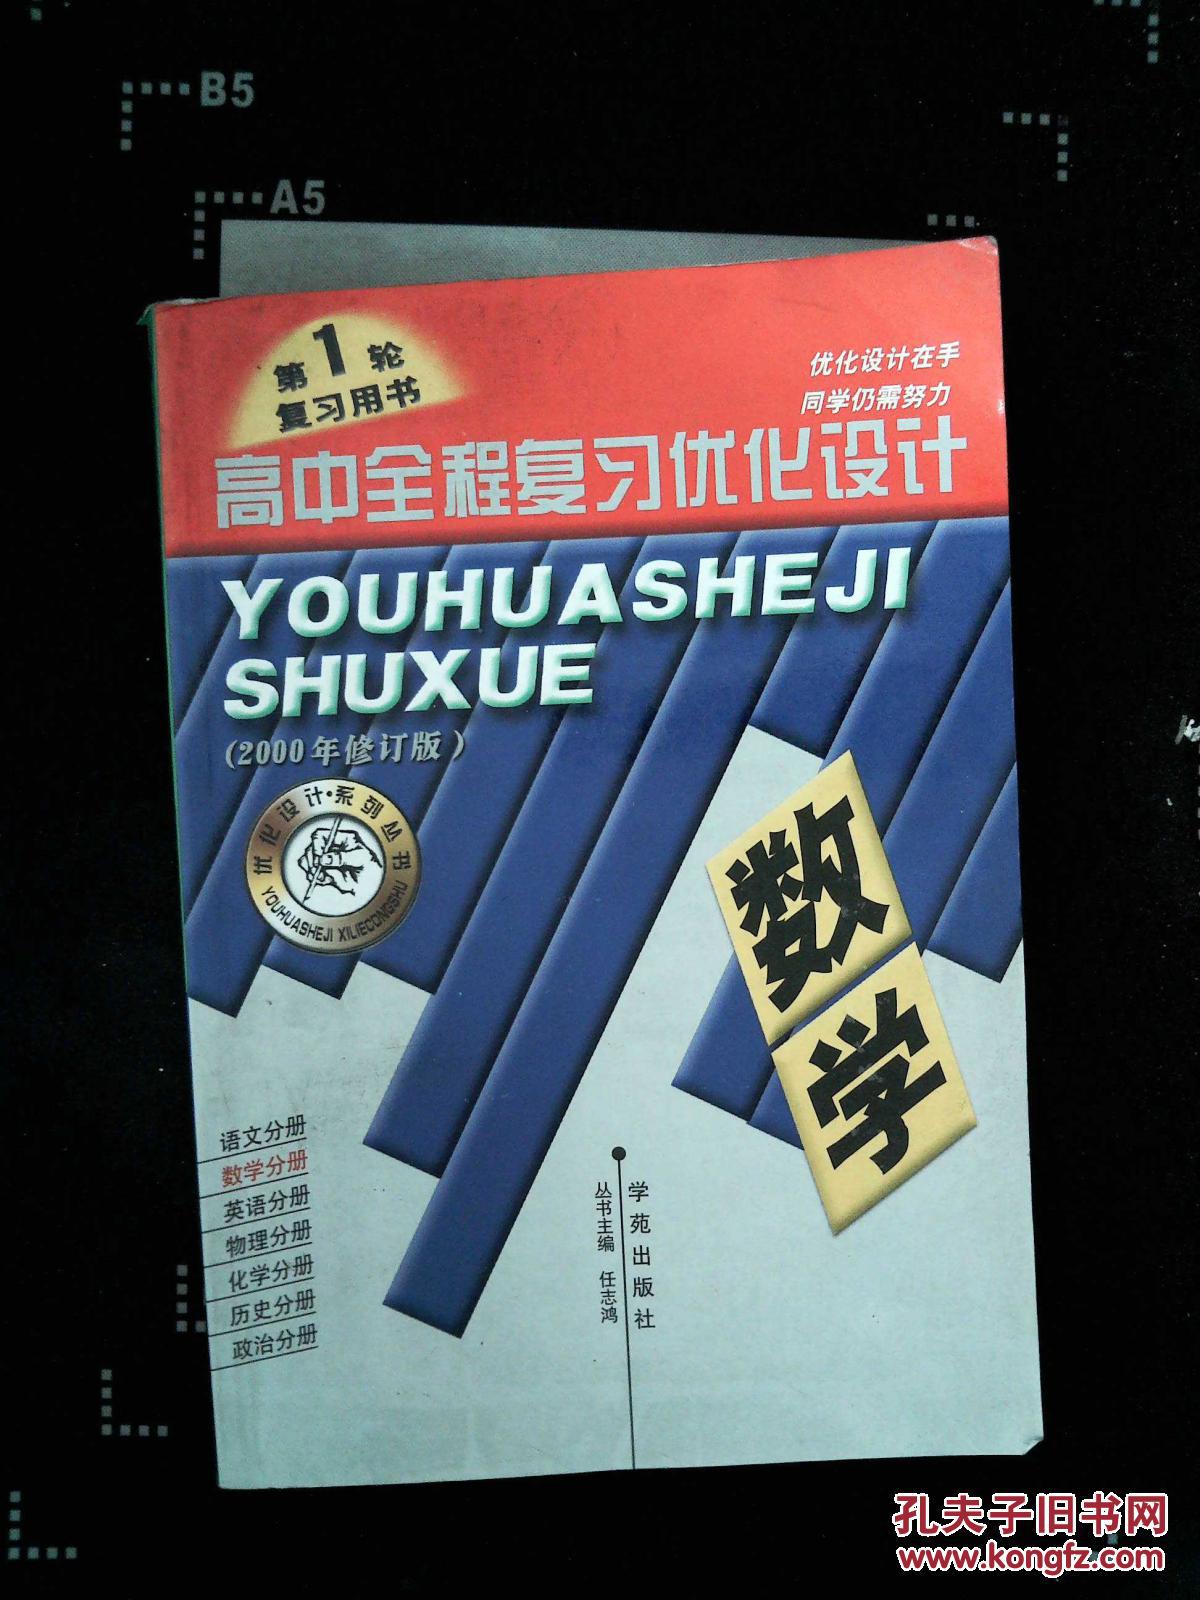 B5
A5
第1轮
复习用书
优化设计在手
同学仍需努力
高中全程复习优化设计
YOUHUASHEJI
SHUXUE
(2000年修订版)
优化设计·系列丛书
YOUHUASHEJI XILIECONGSHU
数学
语文分册
数学分册
英语分册
物理分册
化学分册
历史分册
政治分册
丛书主编 任志鸿
学苑出版社
孔夫子旧书网
www.kongfz.com